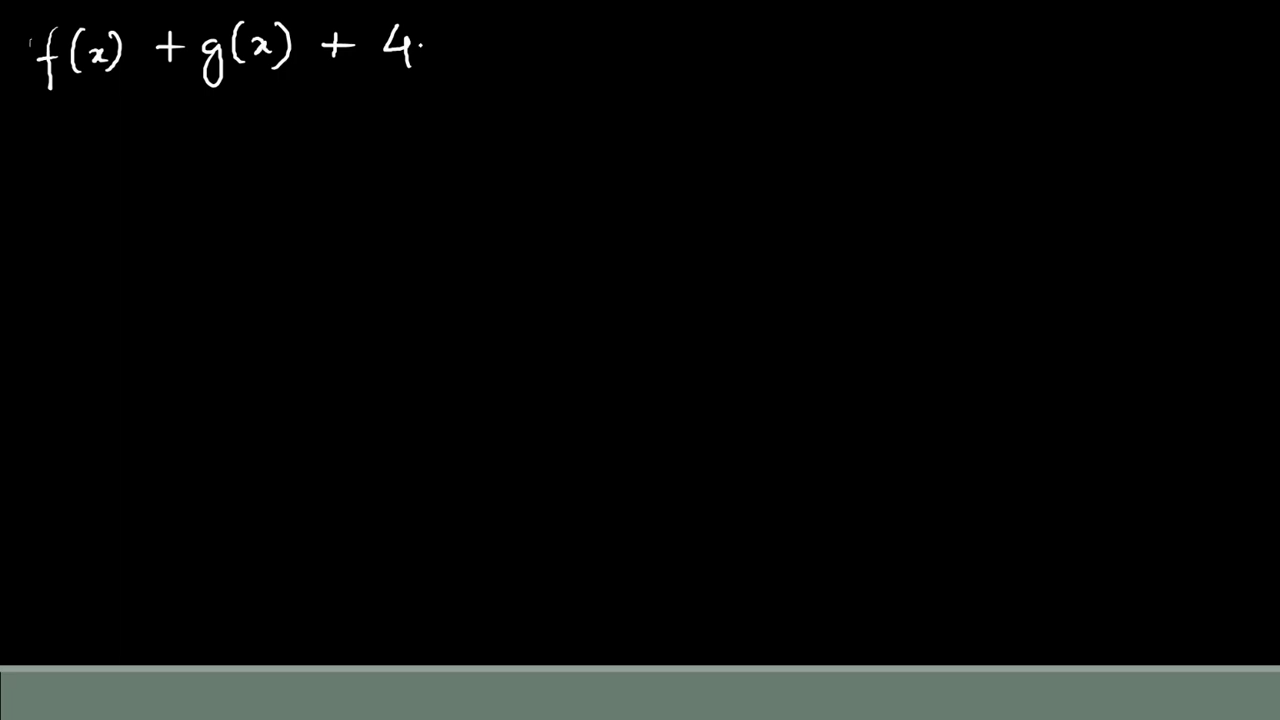 f(x) + g(x) + 4.